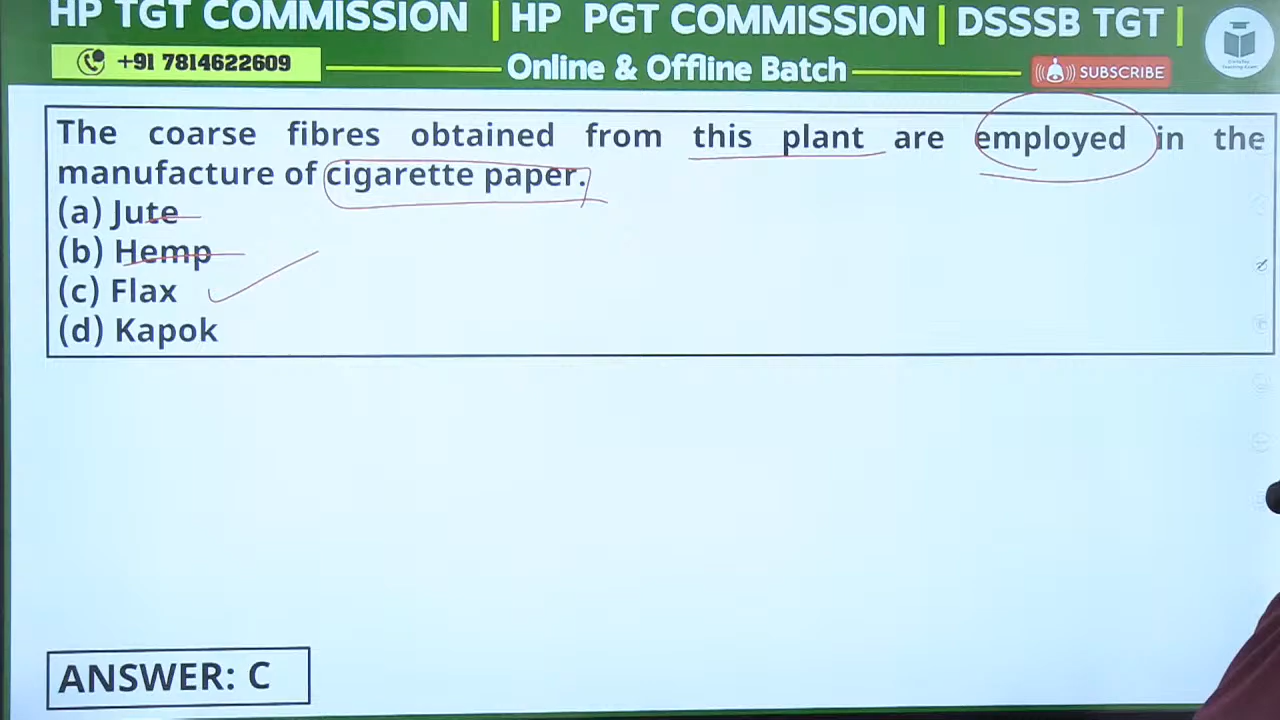 HP TGT COMMISSION | HP PGT COMMISSION | DSSSB TGT |
+91 7814622609
Online & Offline Batch
SUBSCRIBE
The coarse fibres obtained from this plant are employed in the
manufacture of cigarette paper.
(a) Jute
(b) Hemp
(c) Flax
(d) Kapok
ANSWER: C